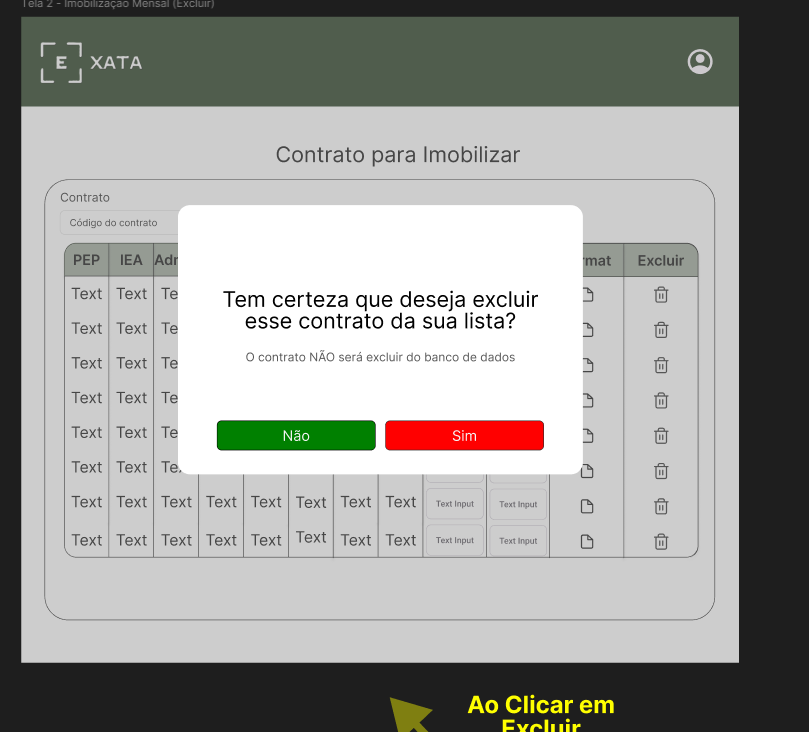 Tela 2 - Imobilização Mensal (Excluir)
E XATA
Contrato para Imobilizar
Contrato
Código do contrato
PEP IEA Adr mat Excluir
Text Text Te
Text Text Te
Text Text Te
Text Text Te
Text Text Te
Text Text Te
Text Text Text Text Text Text Text Text Text Input Text Input
Text Text Text Text Text Text Text Text Text Input Text Input
Tem certeza que deseja excluir
esse contrato da sua lista?
O contrato NÃO será excluir do banco de dados
Não Sim
Ao Clicar em
Excluir